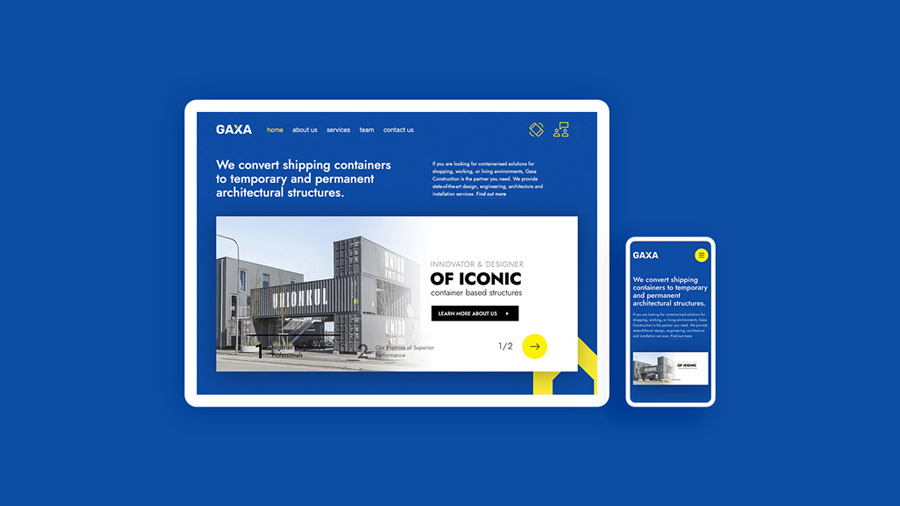 GAXA
home about us services team contact us
We convert shipping containers
to temporary and permanent
architectural structures.
If you are looking for containerised solutions for
shopping, working, or living environments, Gaxa
Construction is the partner you need. We provide
state-of-the-art design, engineering, architecture and
installation services. Find out more
UNION
UNIONKUL
UNION
INNOVATOR & DESIGNER
OF ICONIC
container based structures
LEARN MORE ABOUT US
1
Professionals
2
Our Promise of Superior
Performance
1/2
GAXA
We convert shipping
containers to temporary
and permanent
architectural structures.
If you are looking for containerised solutions for
shopping, working, or living environments, Gaxa
Construction is the partner you need. We provide
state-of-the-art design, engineering, architecture
and installation services. Find out more
OF ICONIC